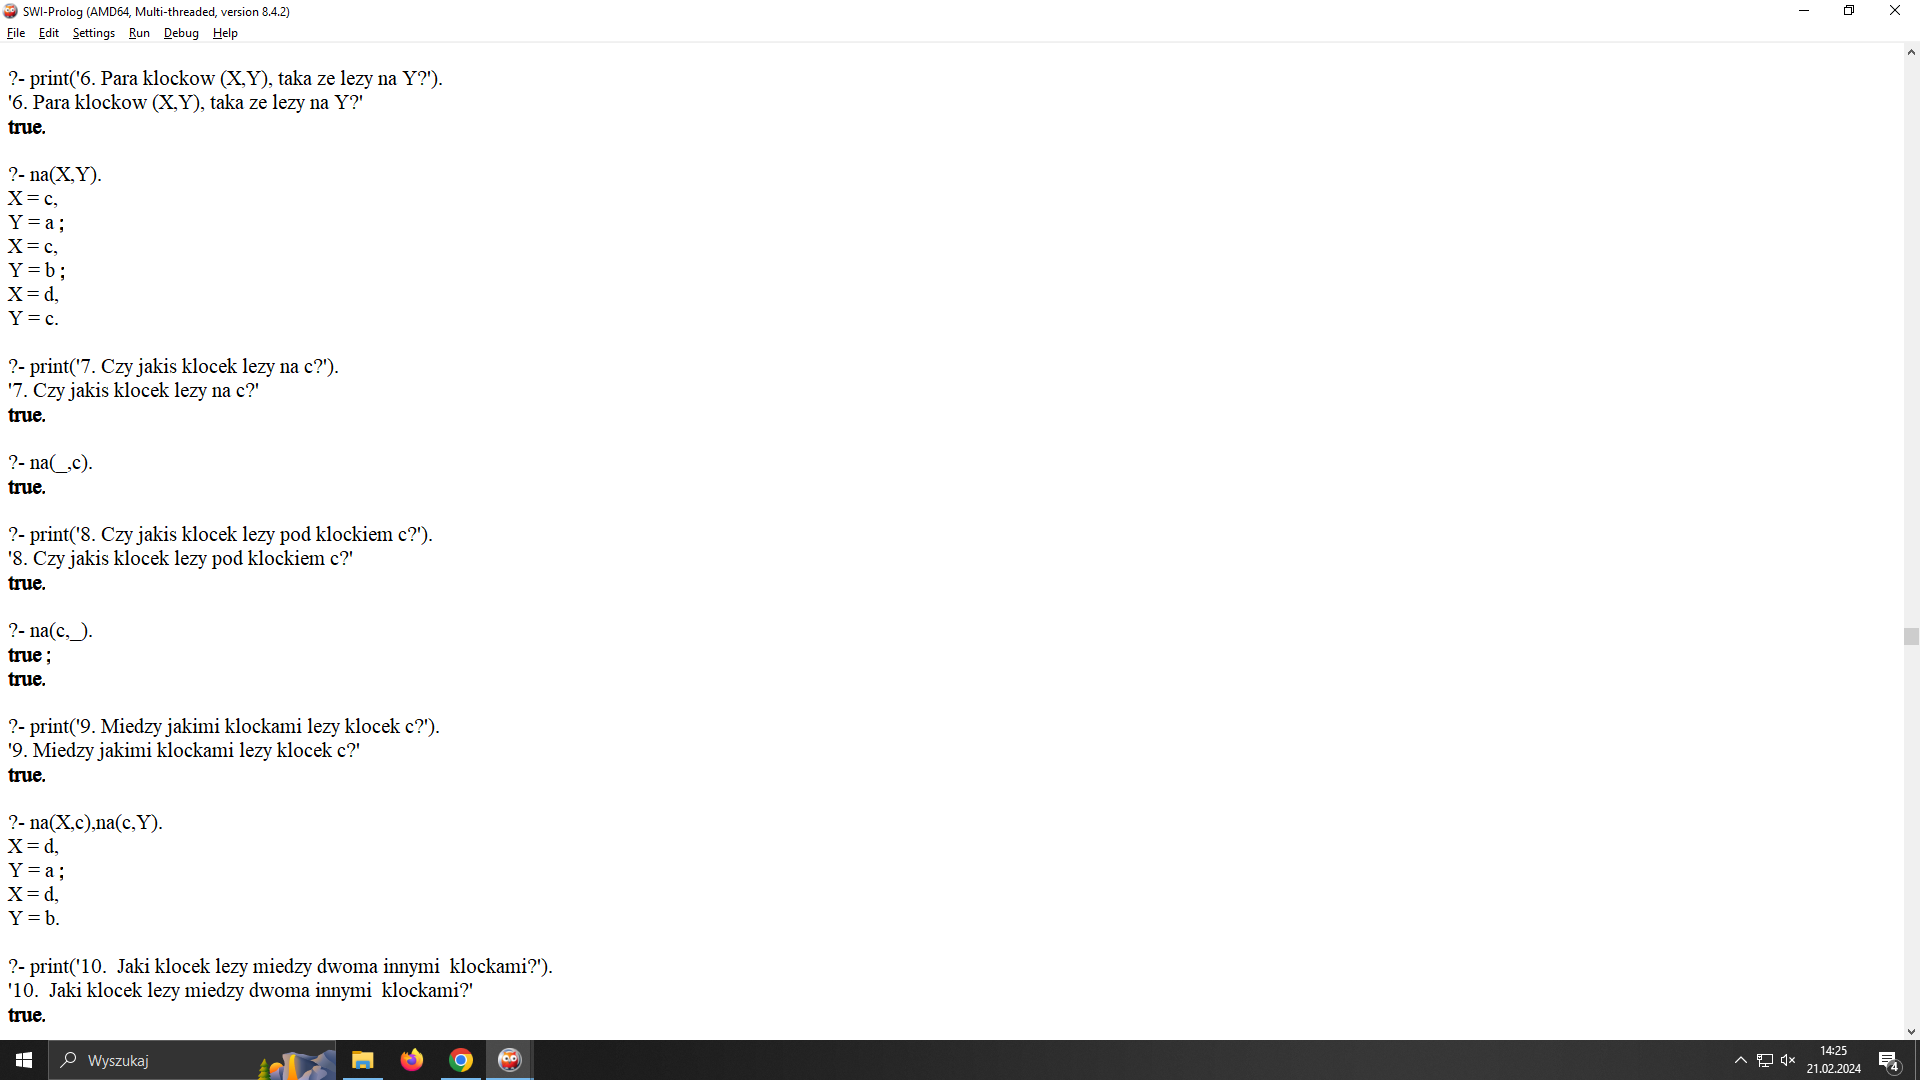 SWI-Prolog (AMD64, Multi-threaded, version 8.4.2)
File Edit Settings Run Debug Help
?- print('6. Para klockow (X,Y), taka ze lezy na Y?').
'6. Para klockow (X,Y), taka ze lezy na Y?'
true.
?- na(X,Y).
X = c,
Y = a ;
X = c,
Y = b ;
X = d,
Y = c.
?- print('7. Czy jakis klocek lezy na c?').
'7. Czy jakis klocek lezy na c?'
true.
?- na(_,c).
true.
?- print('8. Czy jakis klocek lezy pod klockiem c?').
'8. Czy jakis klocek lezy pod klockiem c?'
true.
?- na(c,_).
true ;
true.
?- print('9. Miedzy jakimi klockami lezy klocek c?').
'9. Miedzy jakimi klockami lezy klocek c?'
true.
?- na(X,c),na(c,Y).
X = d,
Y = a ;
X = d,
Y = b.
?- print('10.  Jaki klocek lezy miedzy dwoma innymi  klockami?').
'10.  Jaki klocek lezy miedzy dwoma innymi  klockami?'
true.
Wyszukaj
14:25
21.02.2024
4